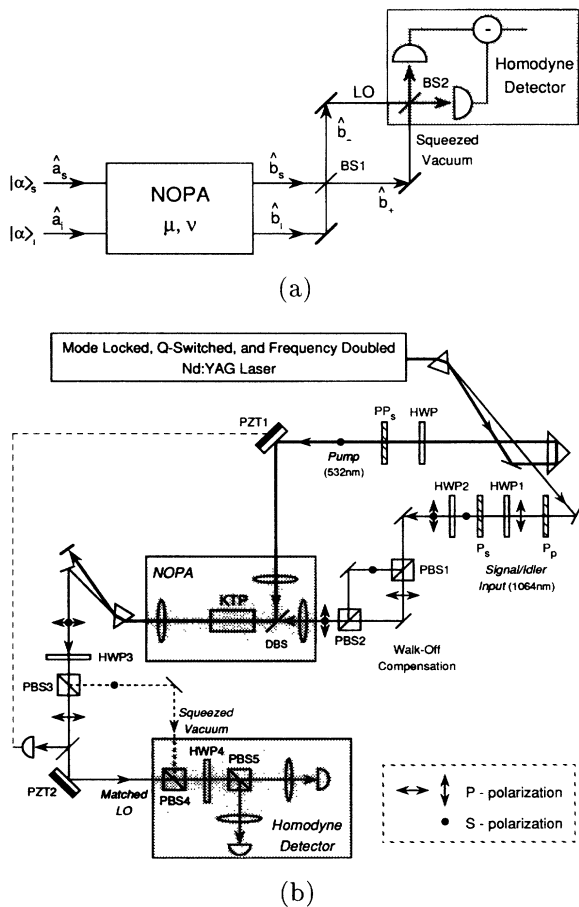 Homodyne
Detector
-
LO
BS2
b̂₋
Squeezed
Vacuum
|α⟩s
âs
NOPA
μ, ν
b̂s
BS1
b̂₊
|α⟩i
âi
b̂i
(a)
Mode Locked, Q-Switched, and Frequency Doubled
Nd:YAG Laser
PZT1
PPs
HWP
Pump
(532nm)
HWP2
HWP1
Ps
Pp
Signal/Idler
Input (1064nm)
NOPA
KTP
DBS
PBS1
PBS2
Walk-Off
Compensation
HWP3
PBS3
Squeezed
Vacuum
HWP4
PBS5
PZT2
Matched
LO
PBS4
Homodyne
Detector
P - polarization
S - polarization
(b)